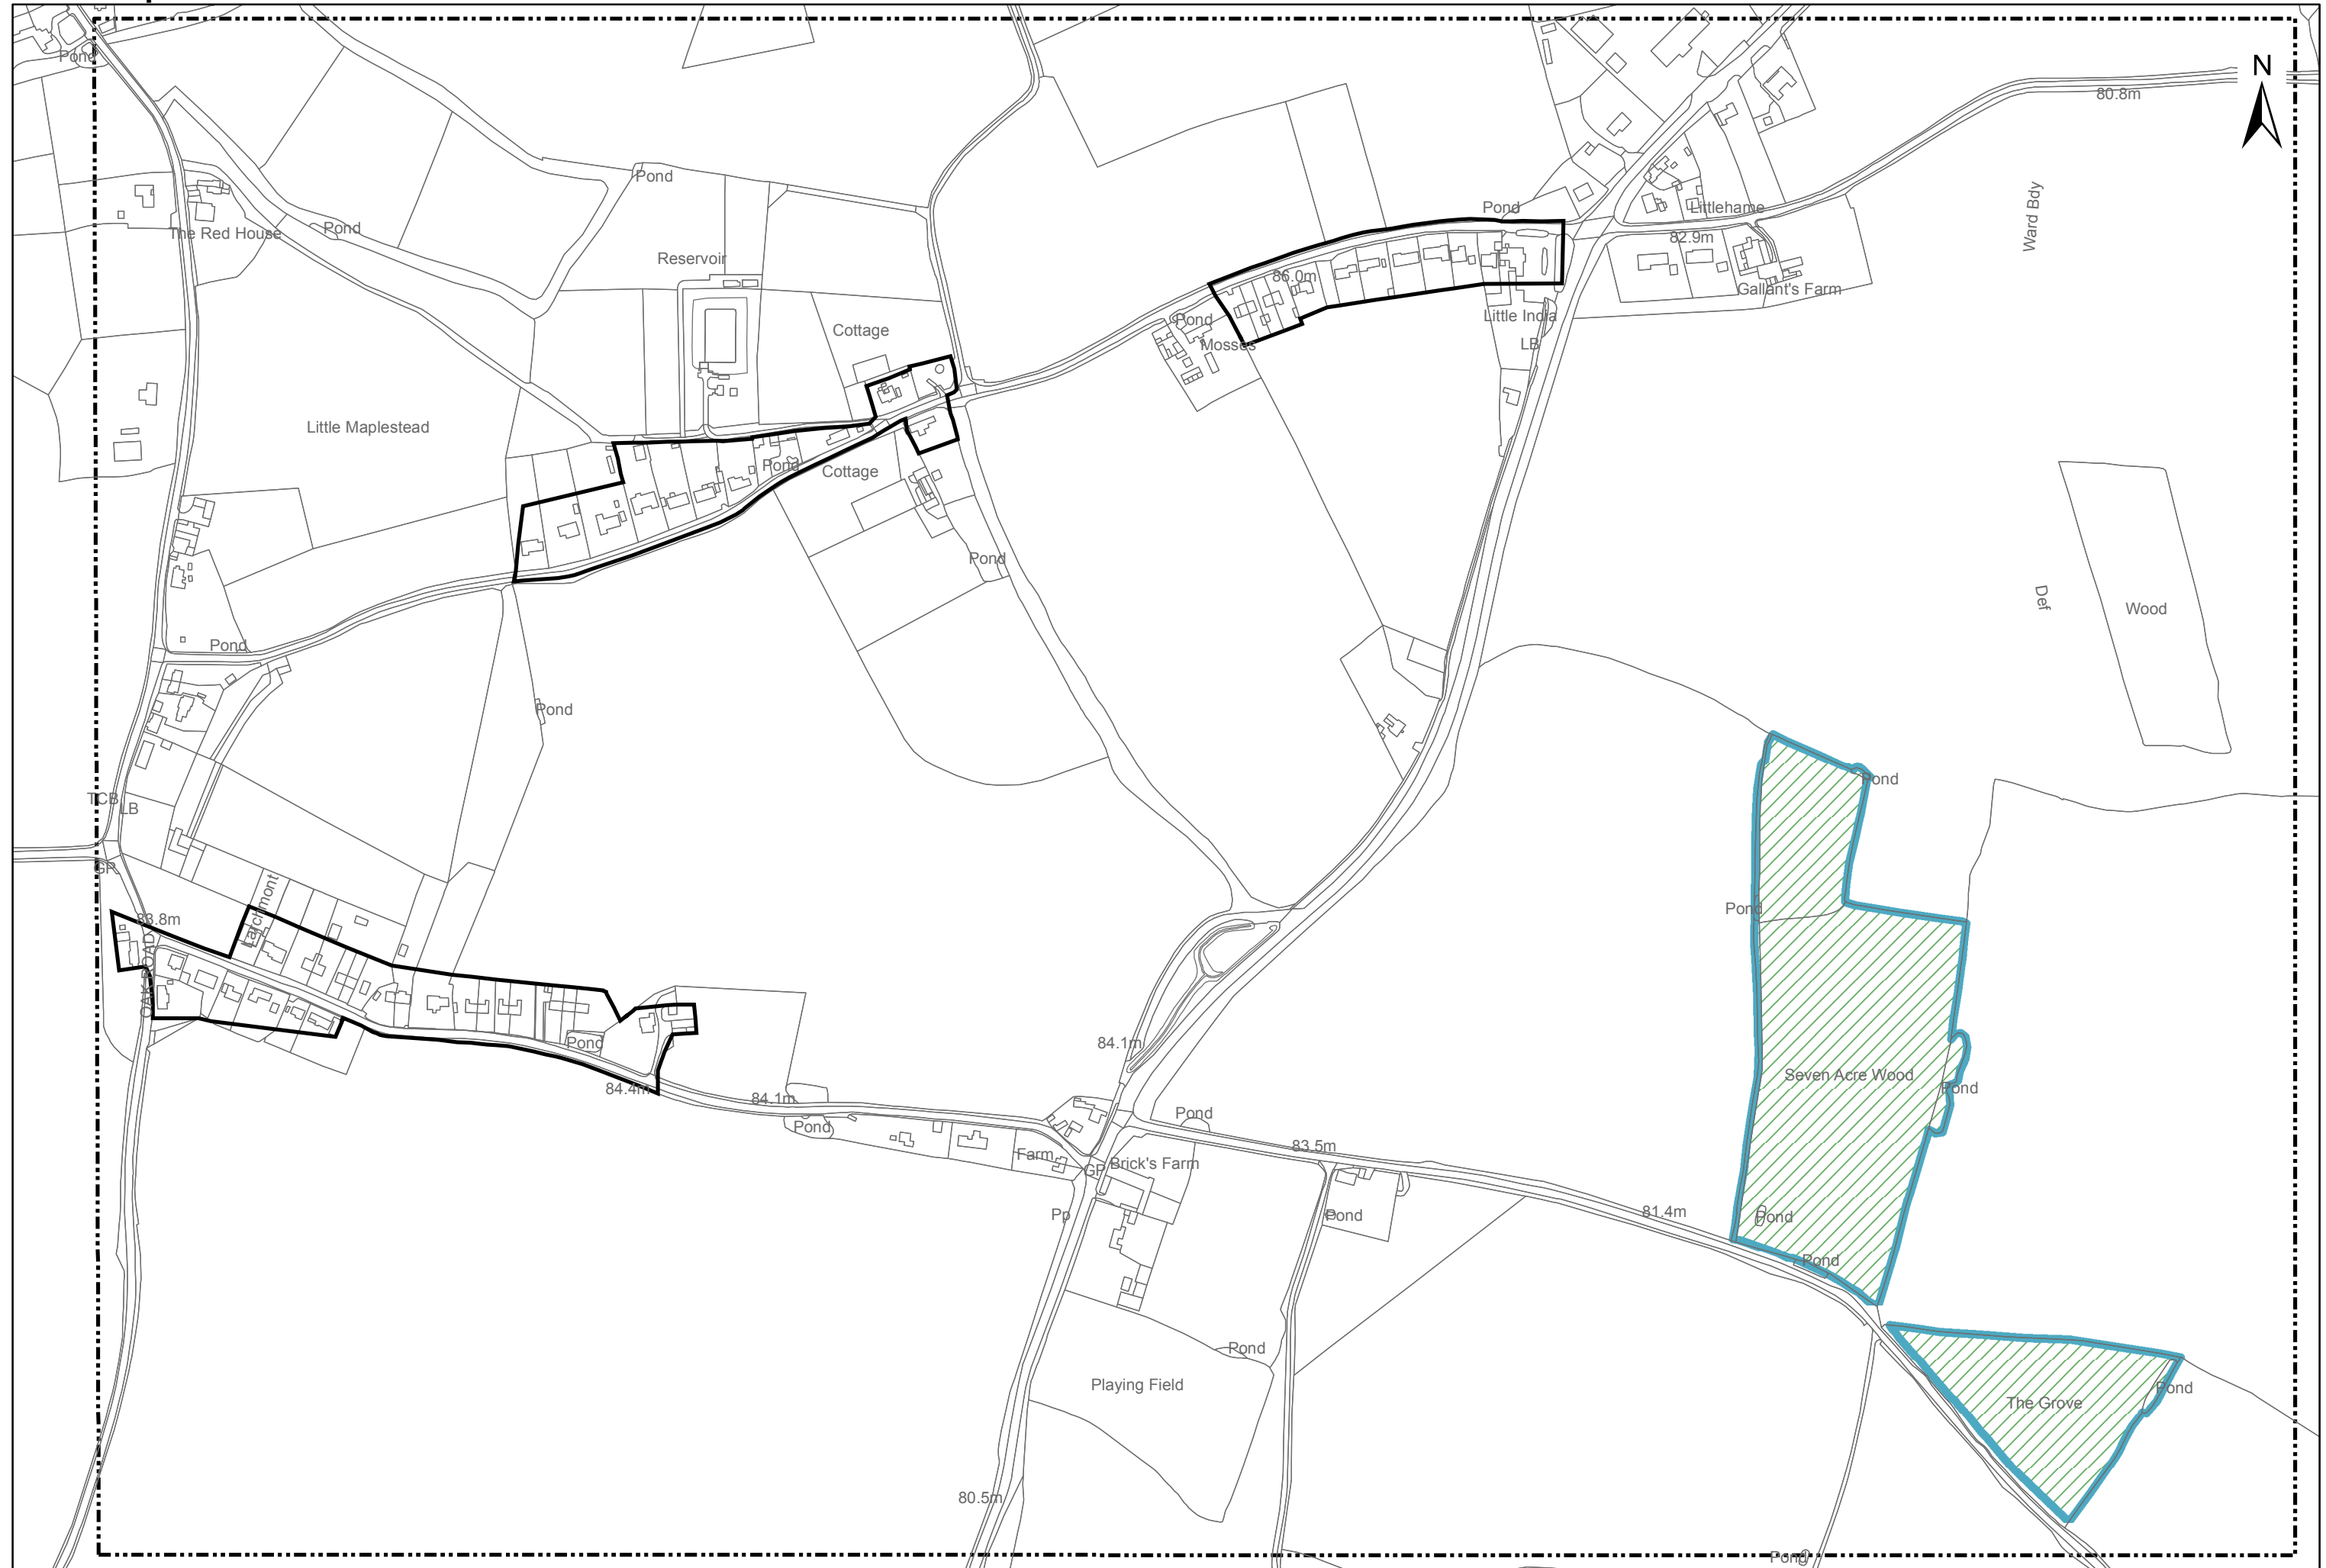 Pond
N
80.8m
Pond
Pond
Littlehame
Ward Bdy
The Red House
Pond
82.9m
Reservoir
86.0m
Gallant's Farm
Little India
Pond
Cottage
Mosses
LB
Little Maplestead
Pond
Cottage
Pond
Def
Wood
Pond
Pond
Pond
TCB
LB
GP
Larchmont
Pond
83.8m
OAK ROAD
Pond
84.1m
Seven Acre Wood
84.4m
84.1m
Pond
Pond
Pond
83.5m
Farm
GP
Brick's Farm
Pp
Pond
81.4m
Pond
Pond
Pond
Playing Field
Pond
The Grove
80.5m
Pond